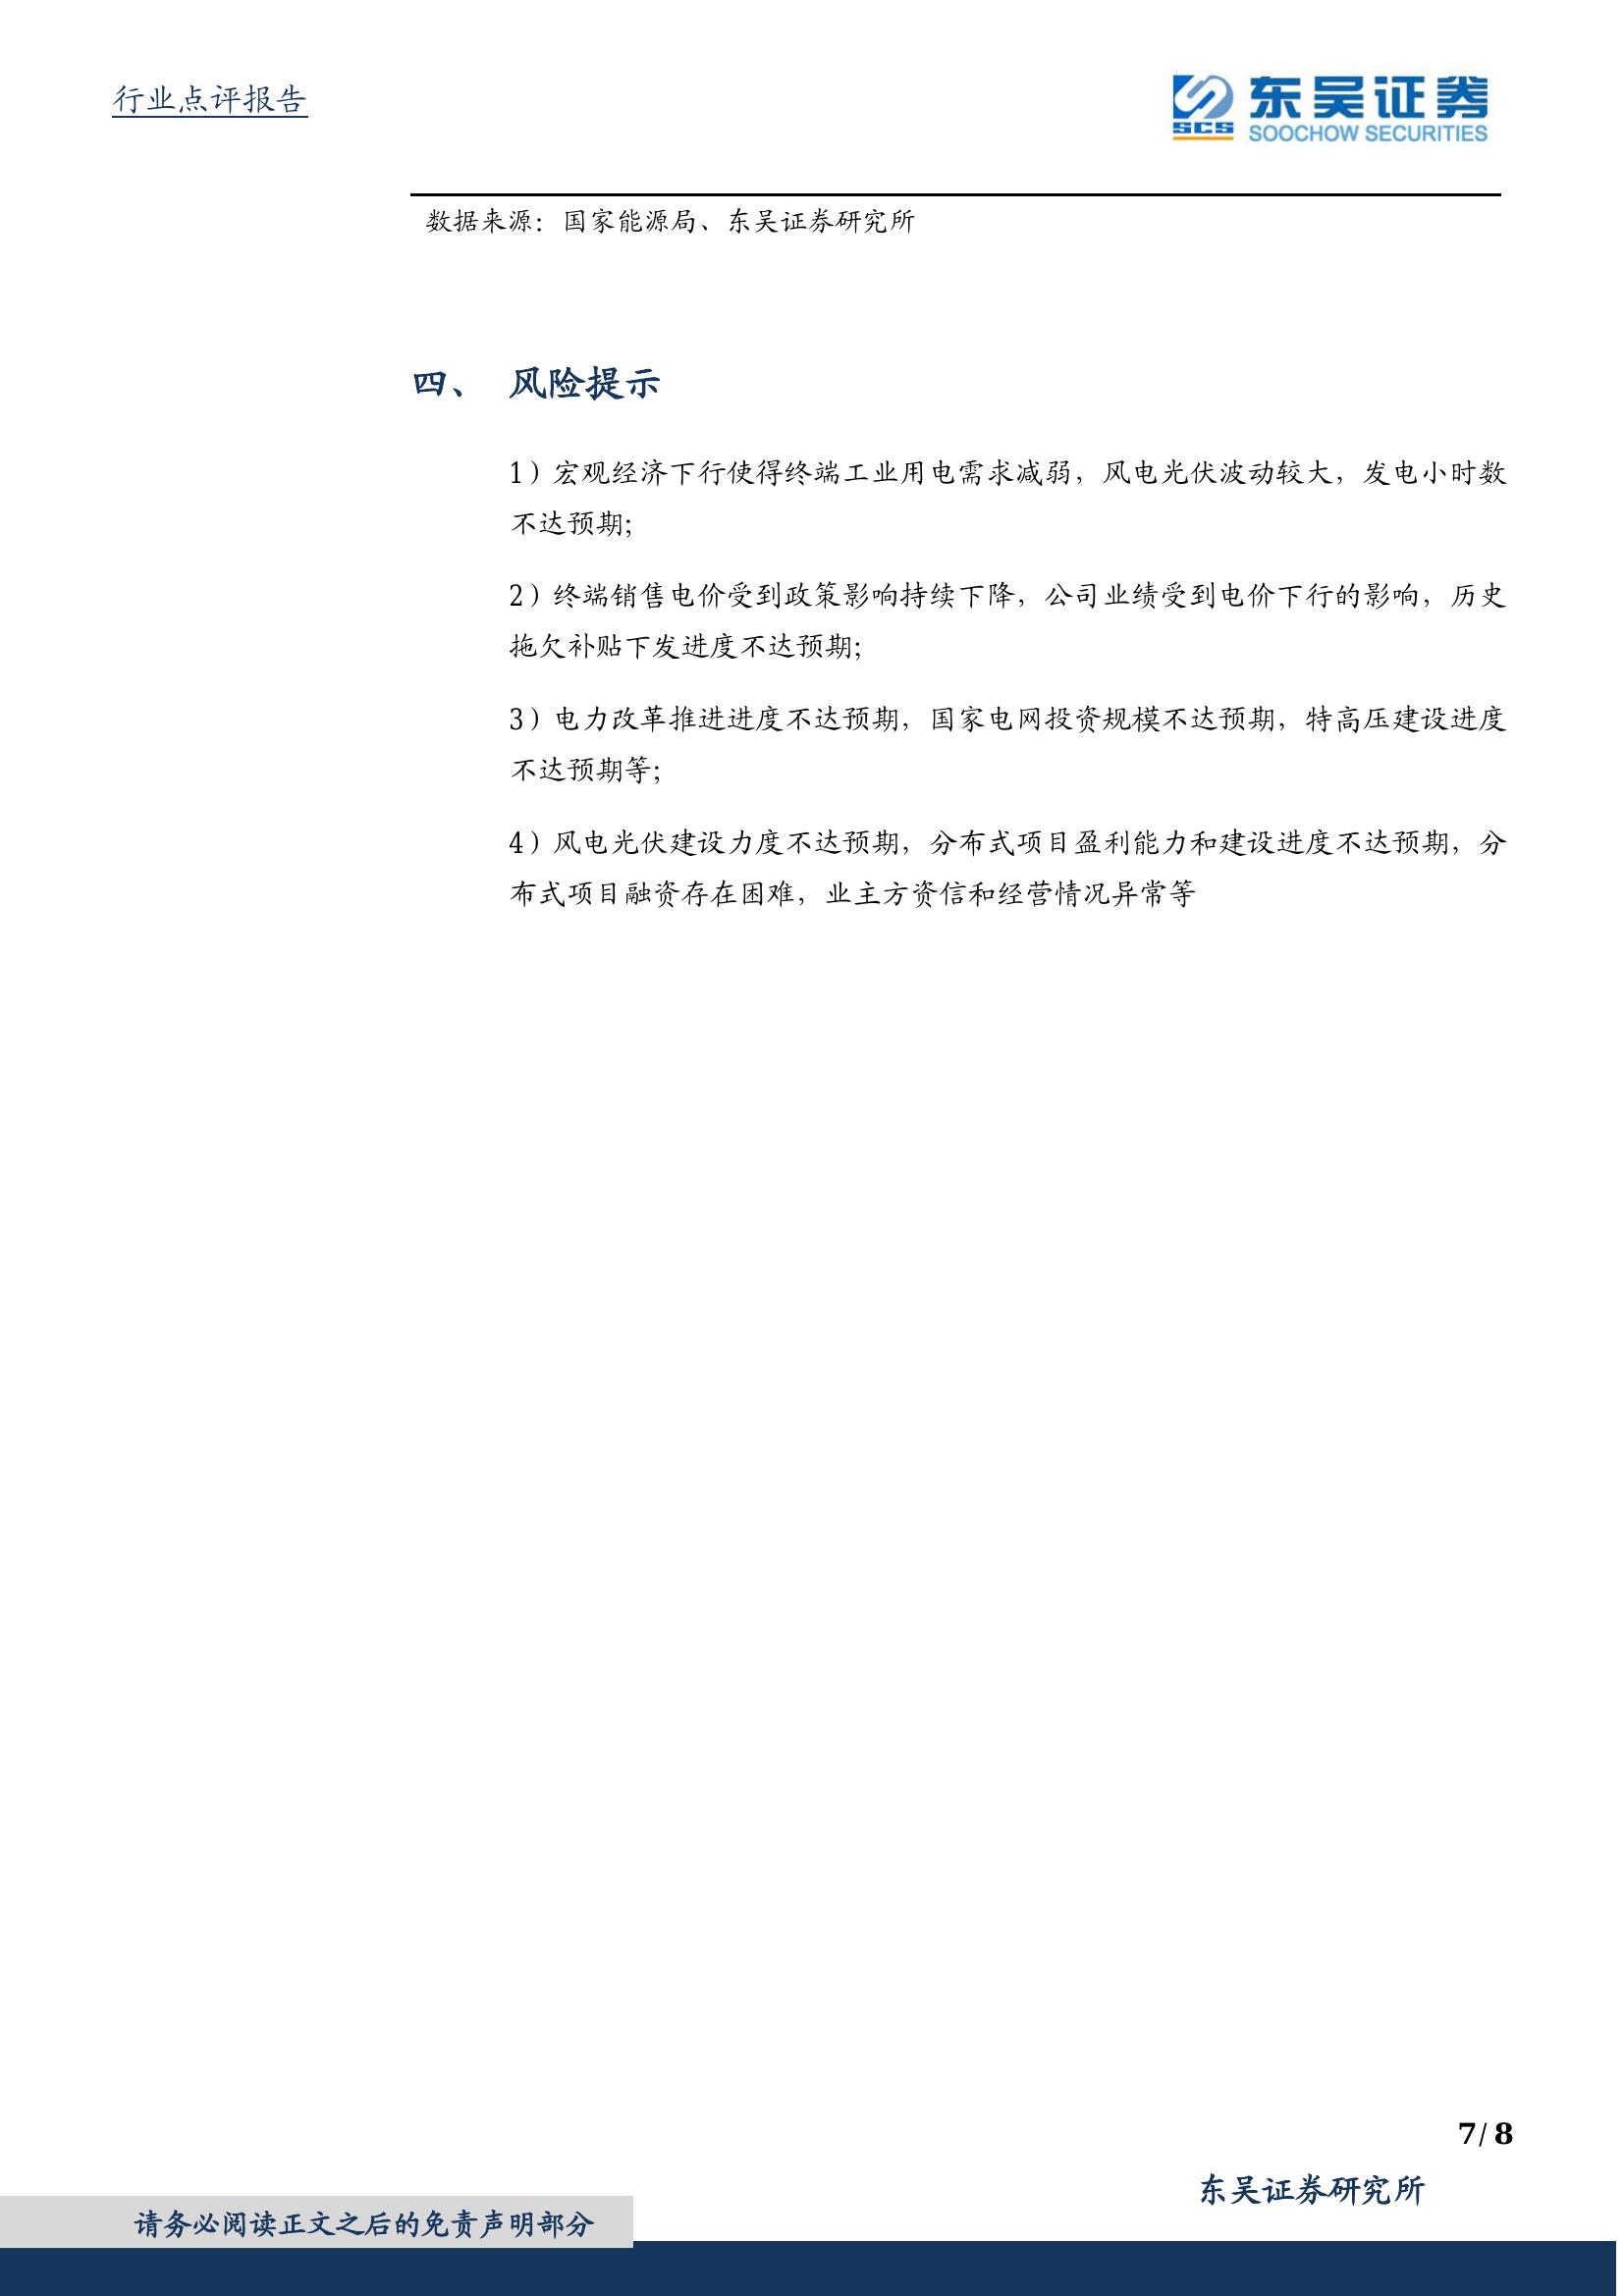 行业点评报告
东吴证券
SCS
SOOCHOW SECURITIES
数据来源：国家能源局、东吴证券研究所
四、 风险提示
1）宏观经济下行使得终端工业用电需求减弱，风电光伏波动较大，发电小时数
不达预期;
2）终端销售电价受到政策影响持续下降，公司业绩受到电价下行的影响，历史
拖欠补贴下发进度不达预期;
3）电力改革推进进度不达预期，国家电网投资规模不达预期，特高压建设进度
不达预期等;
4）风电光伏建设力度不达预期，分布式项目盈利能力和建设进度不达预期，分
布式项目融资存在困难，业主方资信和经营情况异常等
7/ 8
东吴证券研究所
请务必阅读正文之后的免责声明部分